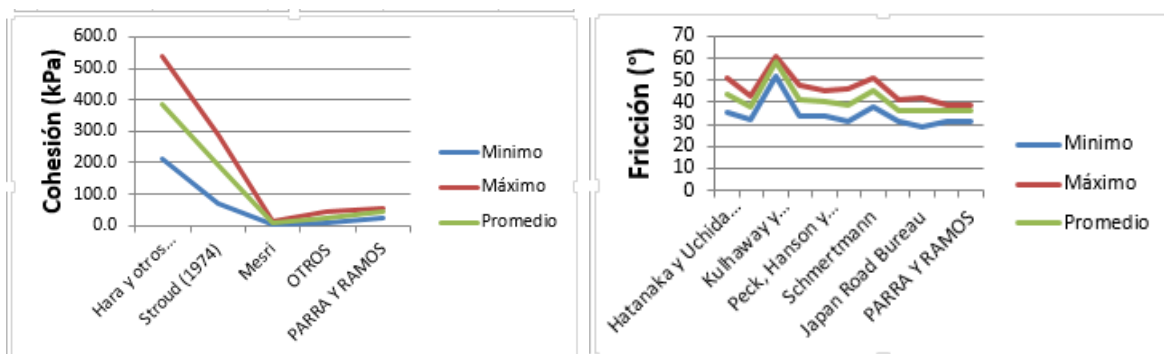 Cohesión (kPa)
600.0
500.0
400.0
300.0
200.0
100.0
0.0
Hara y otros...
Stroud (1974)
Mesri
OTROS
PARRA Y RAMOS
Minimo
Máximo
Promedio
Fricción (°)
70
60
50
40
30
20
10
0
Hatanaka y Uchida...
Kulhaway y...
Peck, Hanson y...
Schmertmann
Japan Road Bureau
PARRA Y RAMOS
Minimo
Máximo
Promedio